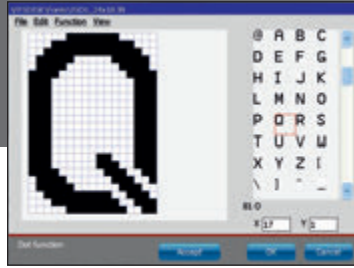 File Edit Function View
Q
@ A B C
D E F G
H I J K
L M N O
P Q R S
T U V W
X Y Z [
\ ] ^ _
X 17 Y 1
Dot function
Accept OK Cancel